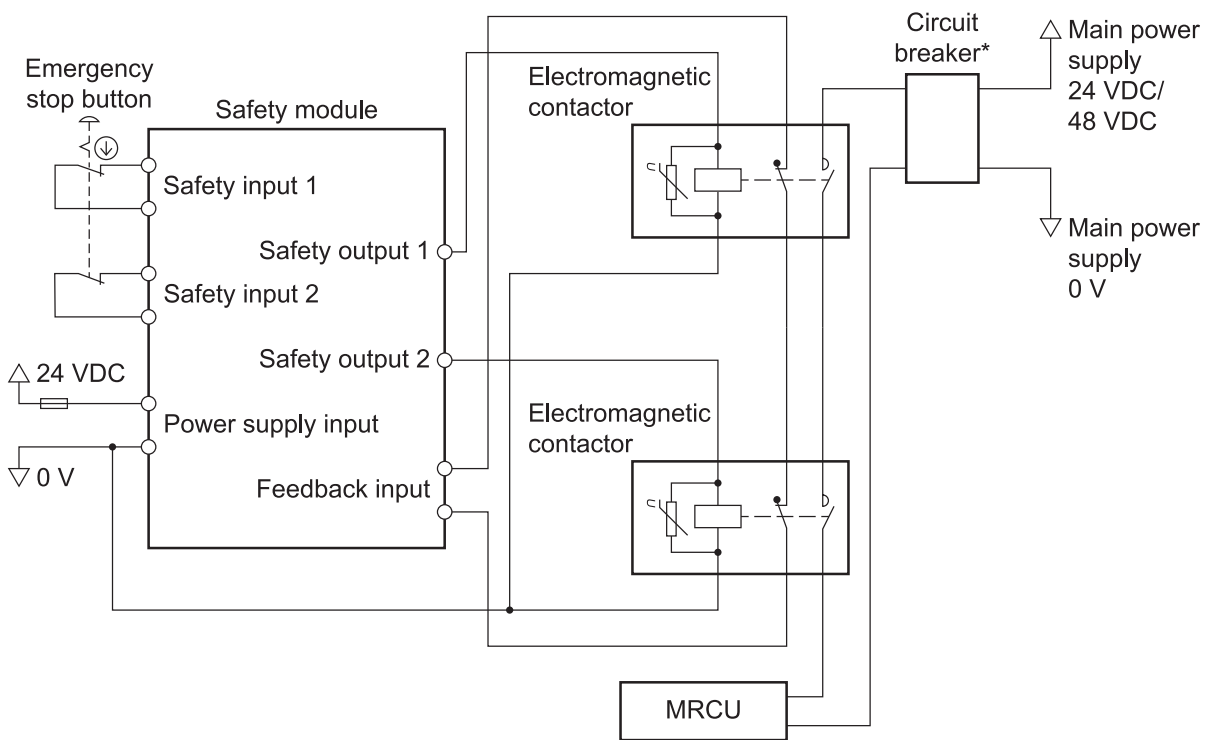 Emergency
stop button
Safety module
Safety input 1
Safety output 1
Safety input 2
Safety output 2
24 VDC
Power supply input
0 V
Feedback input
Electromagnetic
contactor
n
Electromagnetic
contactor
n
MRCU
Circuit
breaker*
Main power
supply
24 VDC/
48 VDC
Main power
supply
0 V